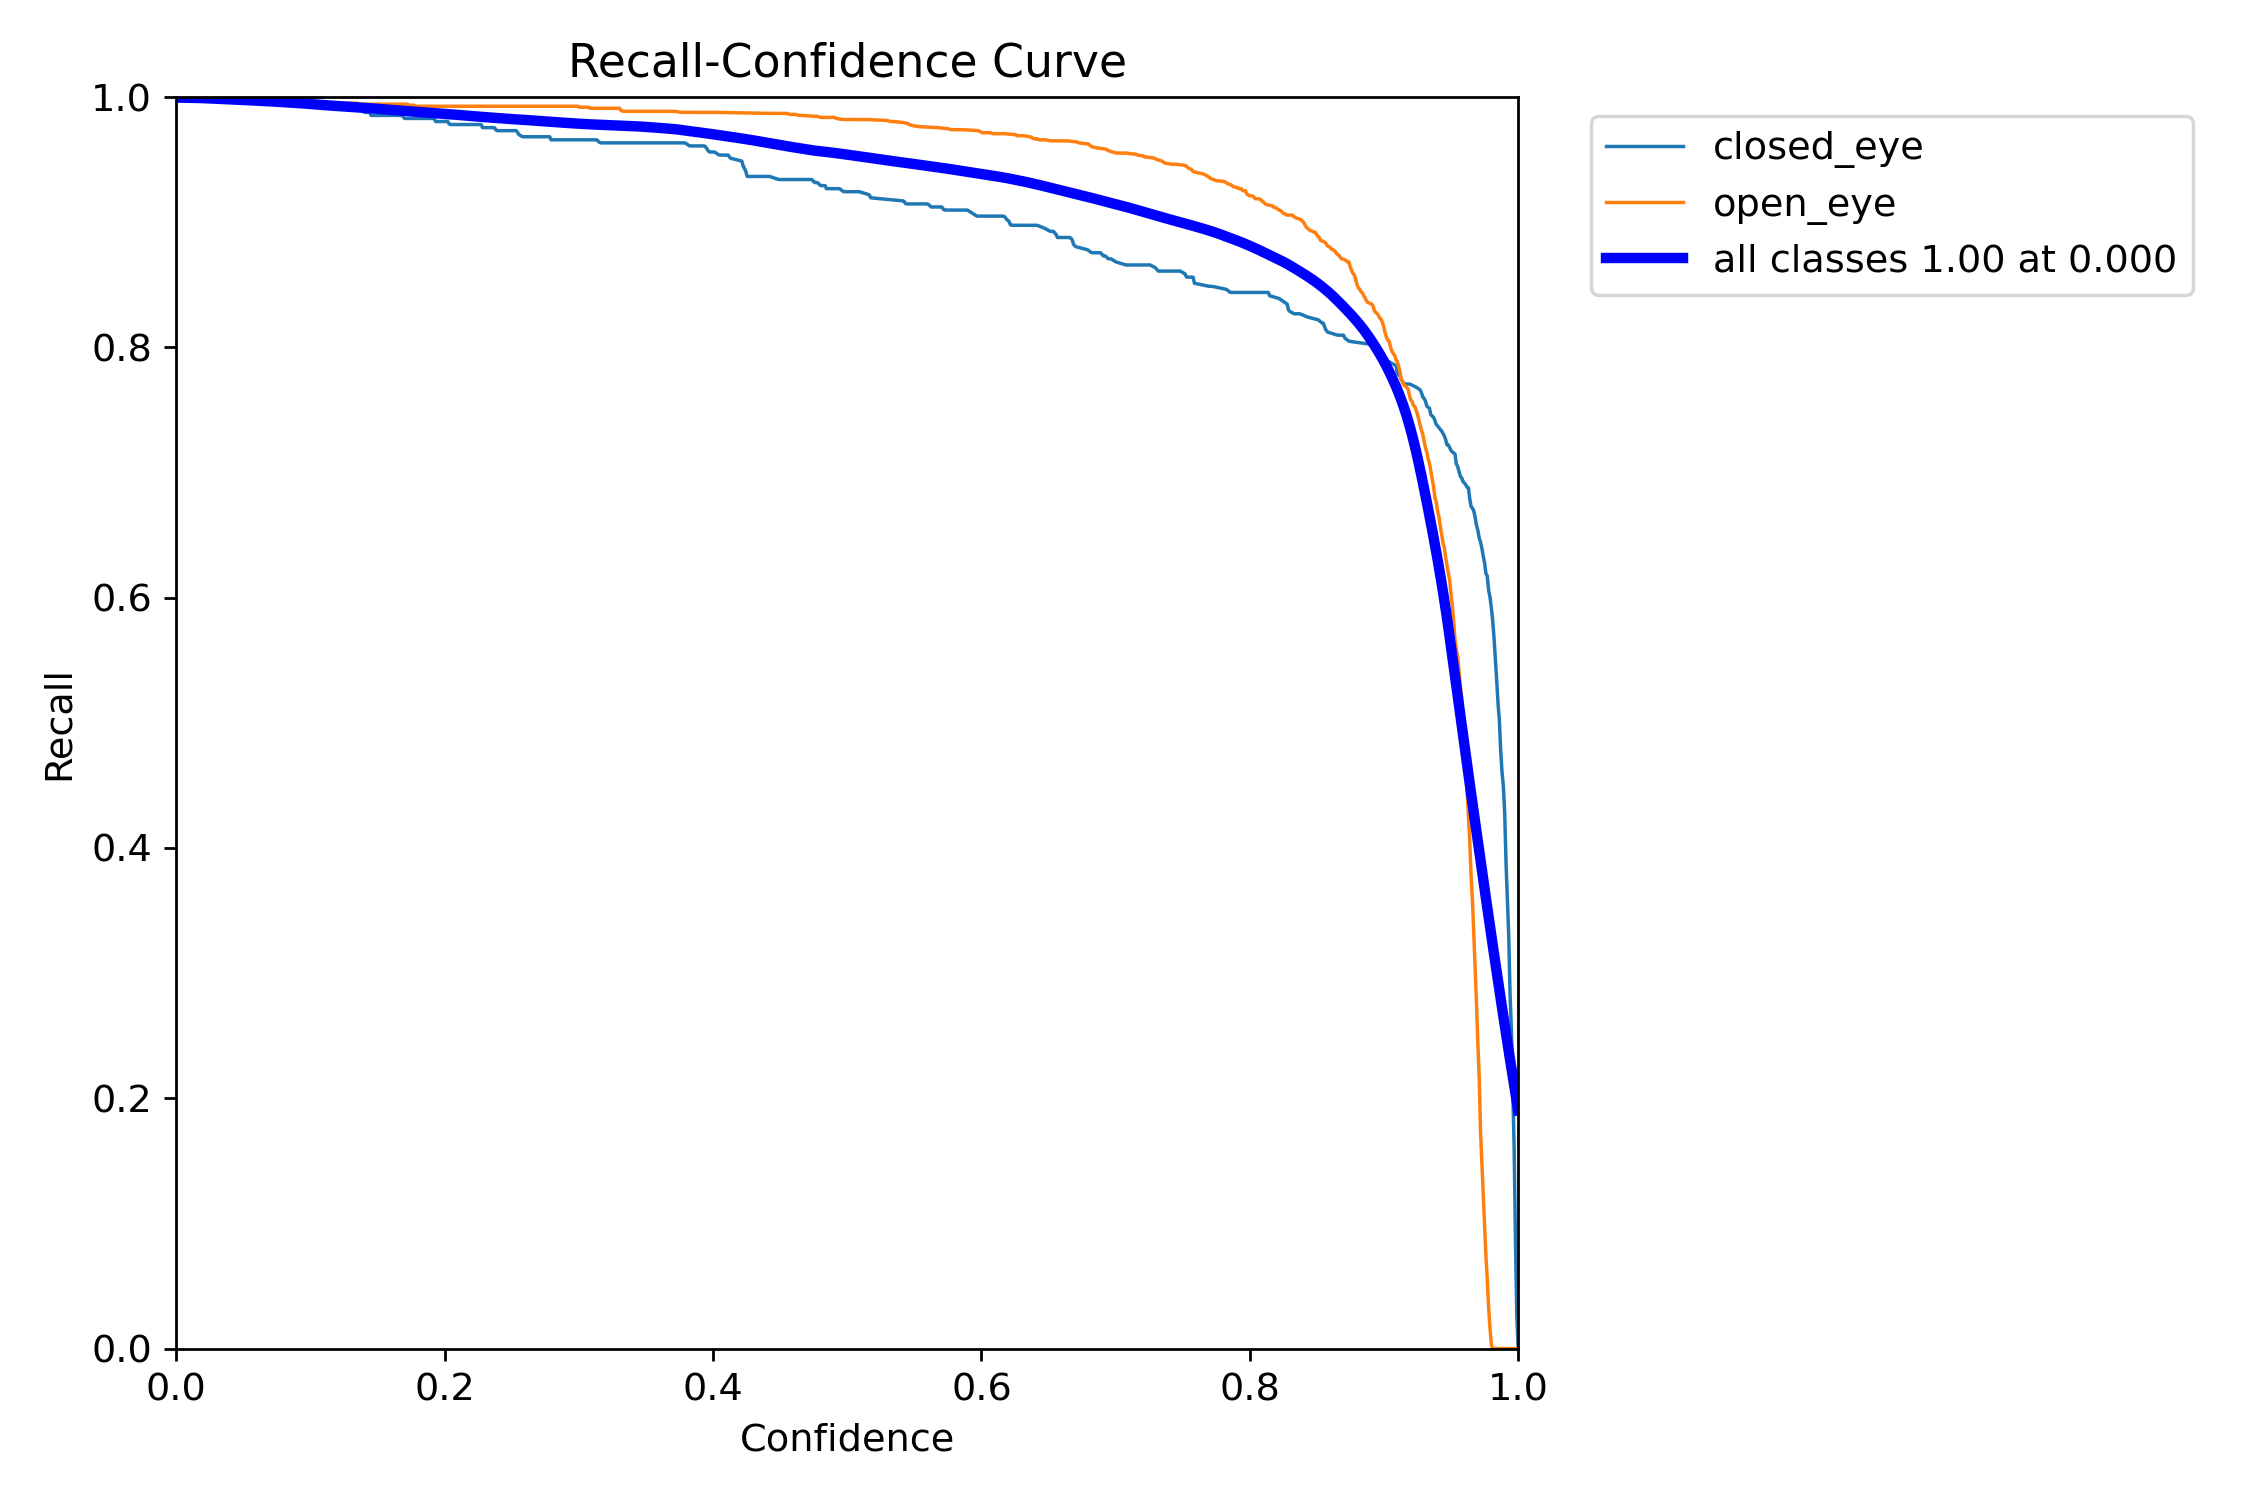 Recall-Confidence Curve
closed_eye
open_eye
all classes 1.00 at 0.000
1.0
0.8
0.6
0.4
0.2
0.0
Recall
0.0 0.2 0.4 0.6 0.8 1.0
Confidence